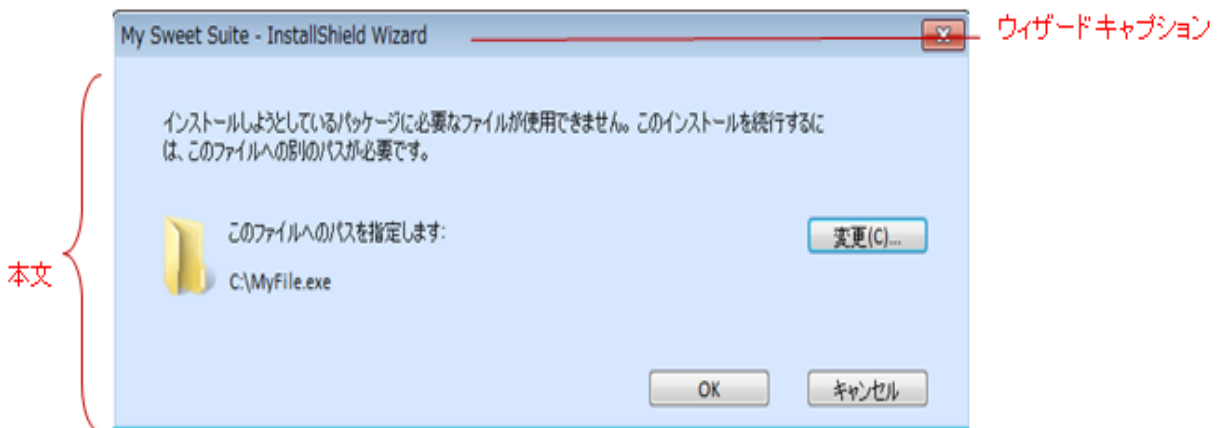 My Sweet Suite - InstallShield Wizard
ウィザード キャプション
インストールしようとしているパッケージに必要なファイルが使用できません。このインストールを続行するに
は、このファイルへの別のパスが必要です。
このファイルへのパスを指定します:
変更(C)...
本文
C:\MyFile.exe
OK
キャンセル